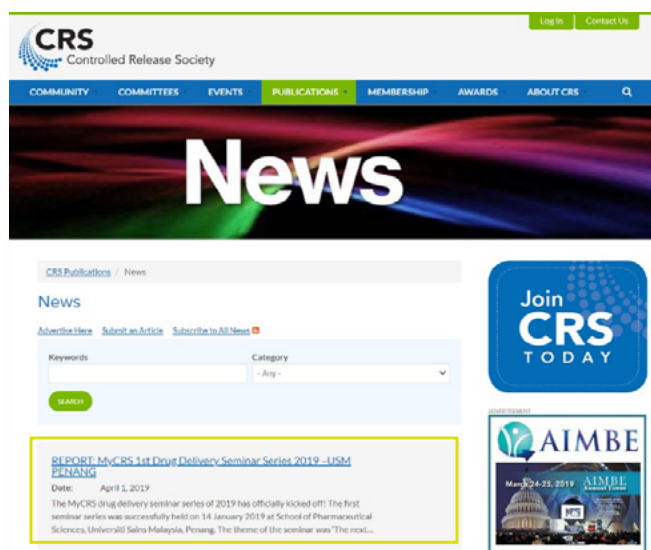 Log In Contact Us
CRS
Controlled Release Society
COMMUNITY COMMITTEES EVENTS PUBLICATIONS MEMBERSHIP AWARDS ABOUT CRS
News
CRS Publications / News
News
Advertise Here Submit an Article Subscribe to All News
Keywords Category
- Any -
SEARCH
REPORT: MyCRS 1st Drug Delivery Seminar Series 2019 –USM
PENANG
Date: April 1, 2019
The MyCRS drug delivery seminar series of 2019 has officially kicked off! The first
seminar series was successfully held on 14 January 2019 at School of Pharmaceutical
Sciences, Universiti Sains Malaysia, Penang. The theme of the seminar was 'The next...
Join
CRS
TODAY
ADVERTISEMENT
AIMBE
March 24-25, 2019 AIMBE
Annual Event